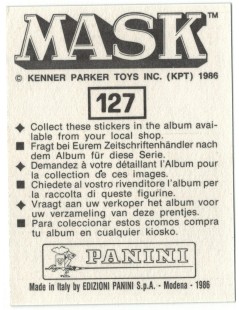 MASK™
© KENNER PARKER TOYS INC. (KPT) 1986
127
Collect these stickers in the album avai-
lable from your local shop.
Fragt bei Eurem Zeitschriftenhändler nach
dem Album für diese Serie.
Demandez à votre détaillant l'Album pour
la collection de ces images.
Chiedete al vostro rivenditore l'album per
la raccolta di queste figurine.
Vraagt aan uw verkoper het album voor
uw verzameling van deze prentjes.
Para coleccionar estos cromos compra
tu album en cualquier kiosko.
PANINI
Made in Italy by EDIZIONI PANINI S.p.A. - Modena - 1986